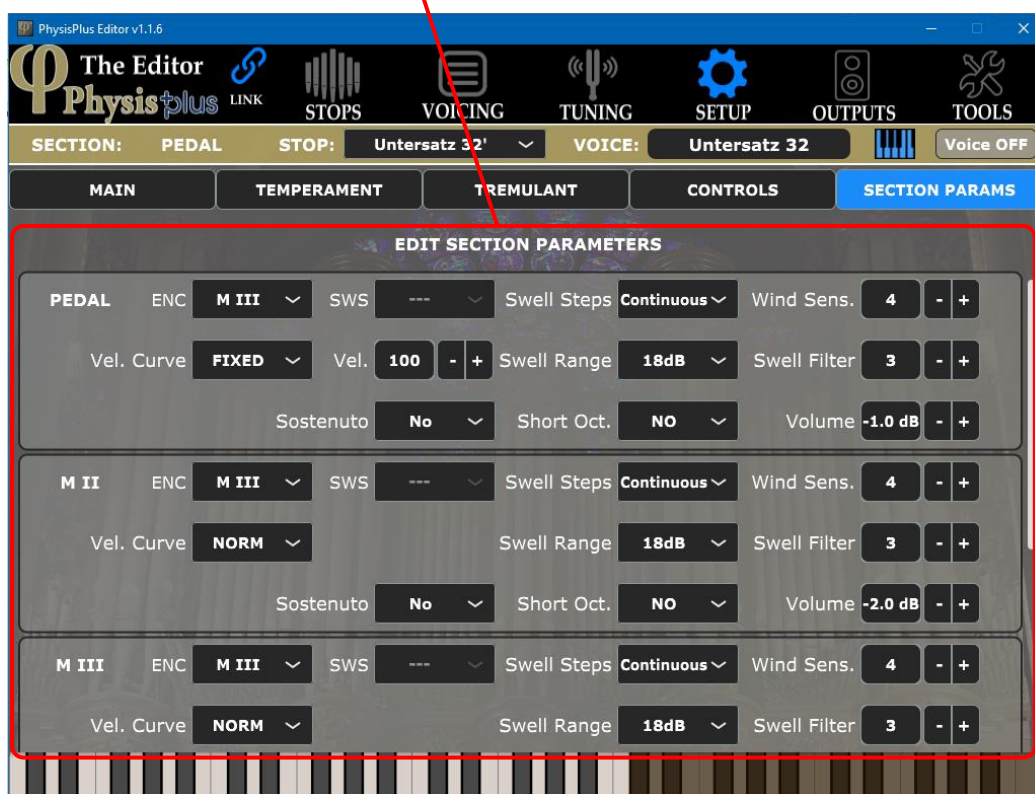 PhysisPlus Editor v1.1.6
The Editor
Physis plus
LINK
STOPS
VOICING
TUNING
SETUP
OUTPUTS
TOOLS
SECTION: PEDAL STOP: Untersatz 32' VOICE: Untersatz 32 Voice OFF
MAIN TEMPERAMENT TREMULANT CONTROLS SECTION PARAMS
EDIT SECTION PARAMETERS
PEDAL ENC M III SWS --- Swell Steps Continuous Wind Sens. 4 - +
Vel. Curve FIXED Vel. 100 - + Swell Range 18dB Swell Filter 3 - +
Sostenuto No Short Oct. NO Volume -1.0 dB - +
M II ENC M III SWS --- Swell Steps Continuous Wind Sens. 4 - +
Vel. Curve NORM Swell Range 18dB Swell Filter 3 - +
Sostenuto No Short Oct. NO Volume -2.0 dB - +
M III ENC M III SWS --- Swell Steps Continuous Wind Sens. 4 - +
Vel. Curve NORM Swell Range 18dB Swell Filter 3 - +